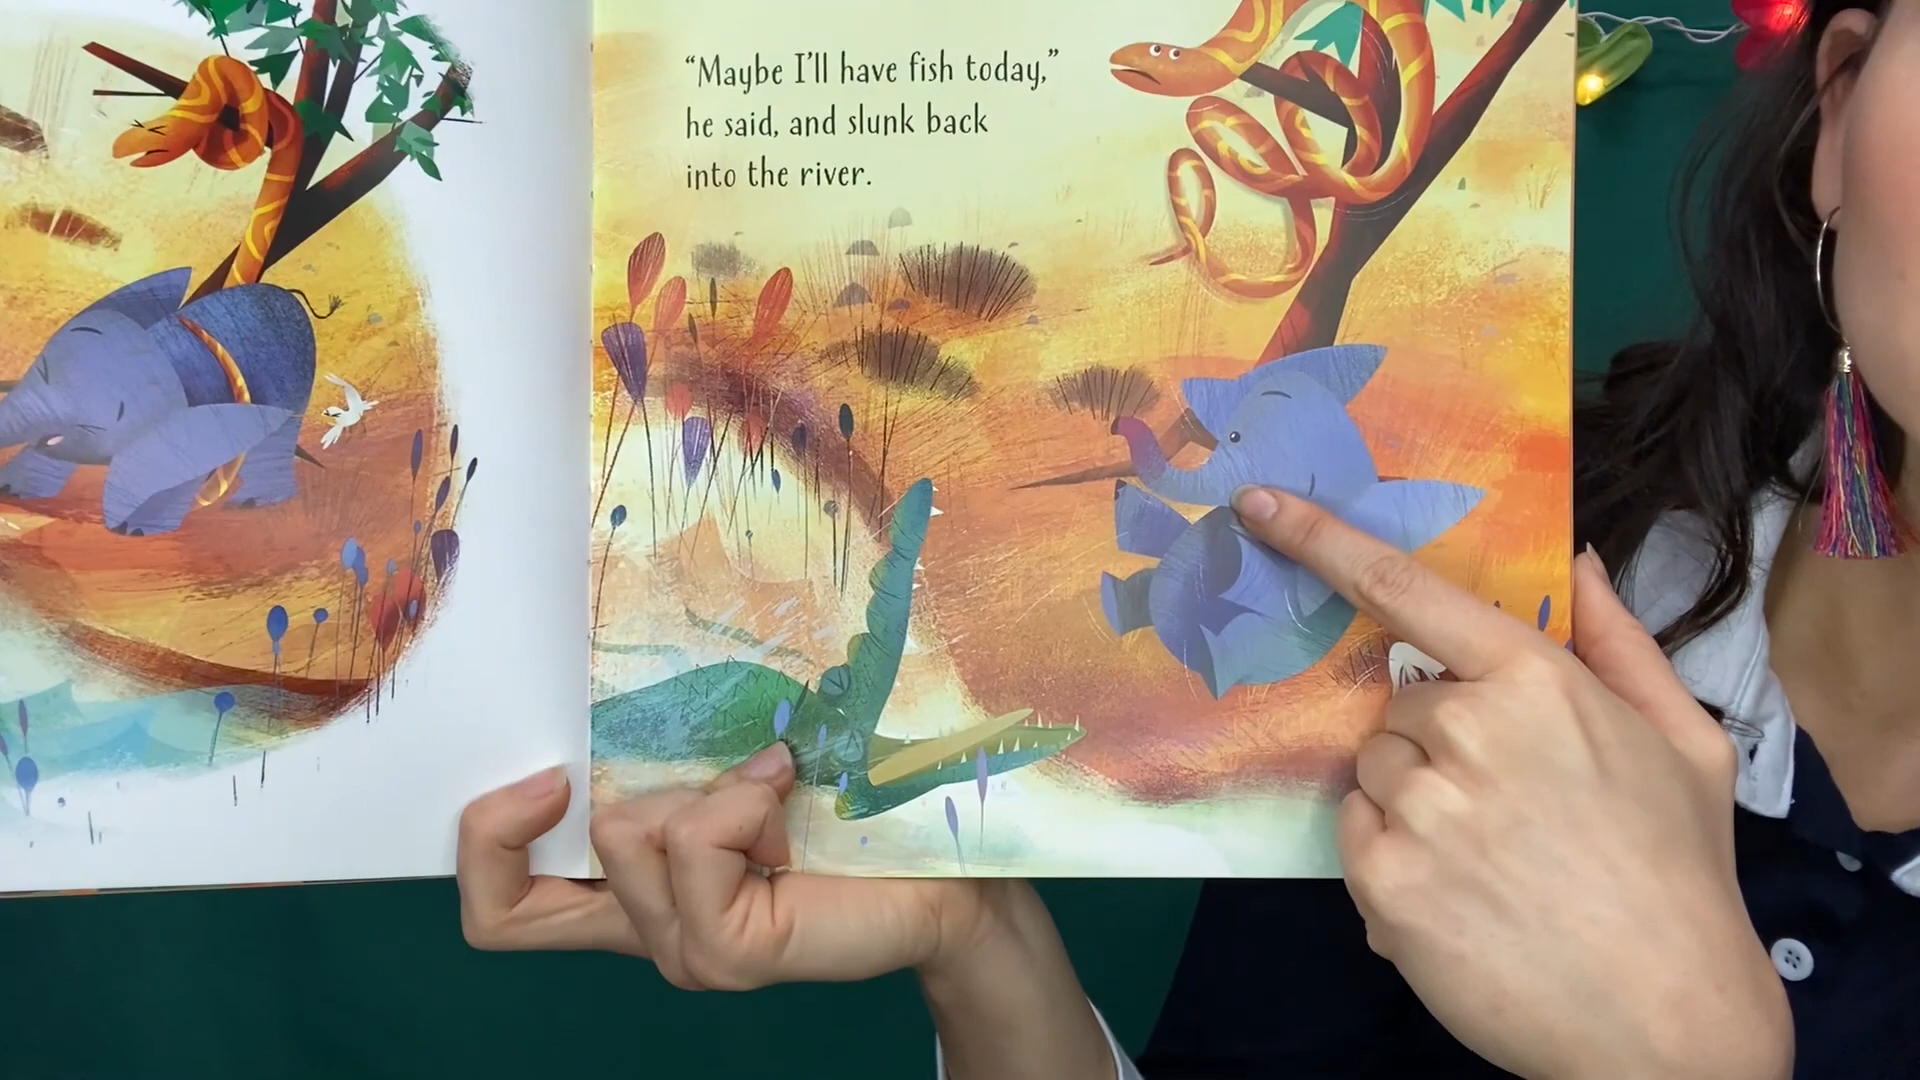 “Maybe I’ll have fish today,”
he said, and slunk back
into the river.